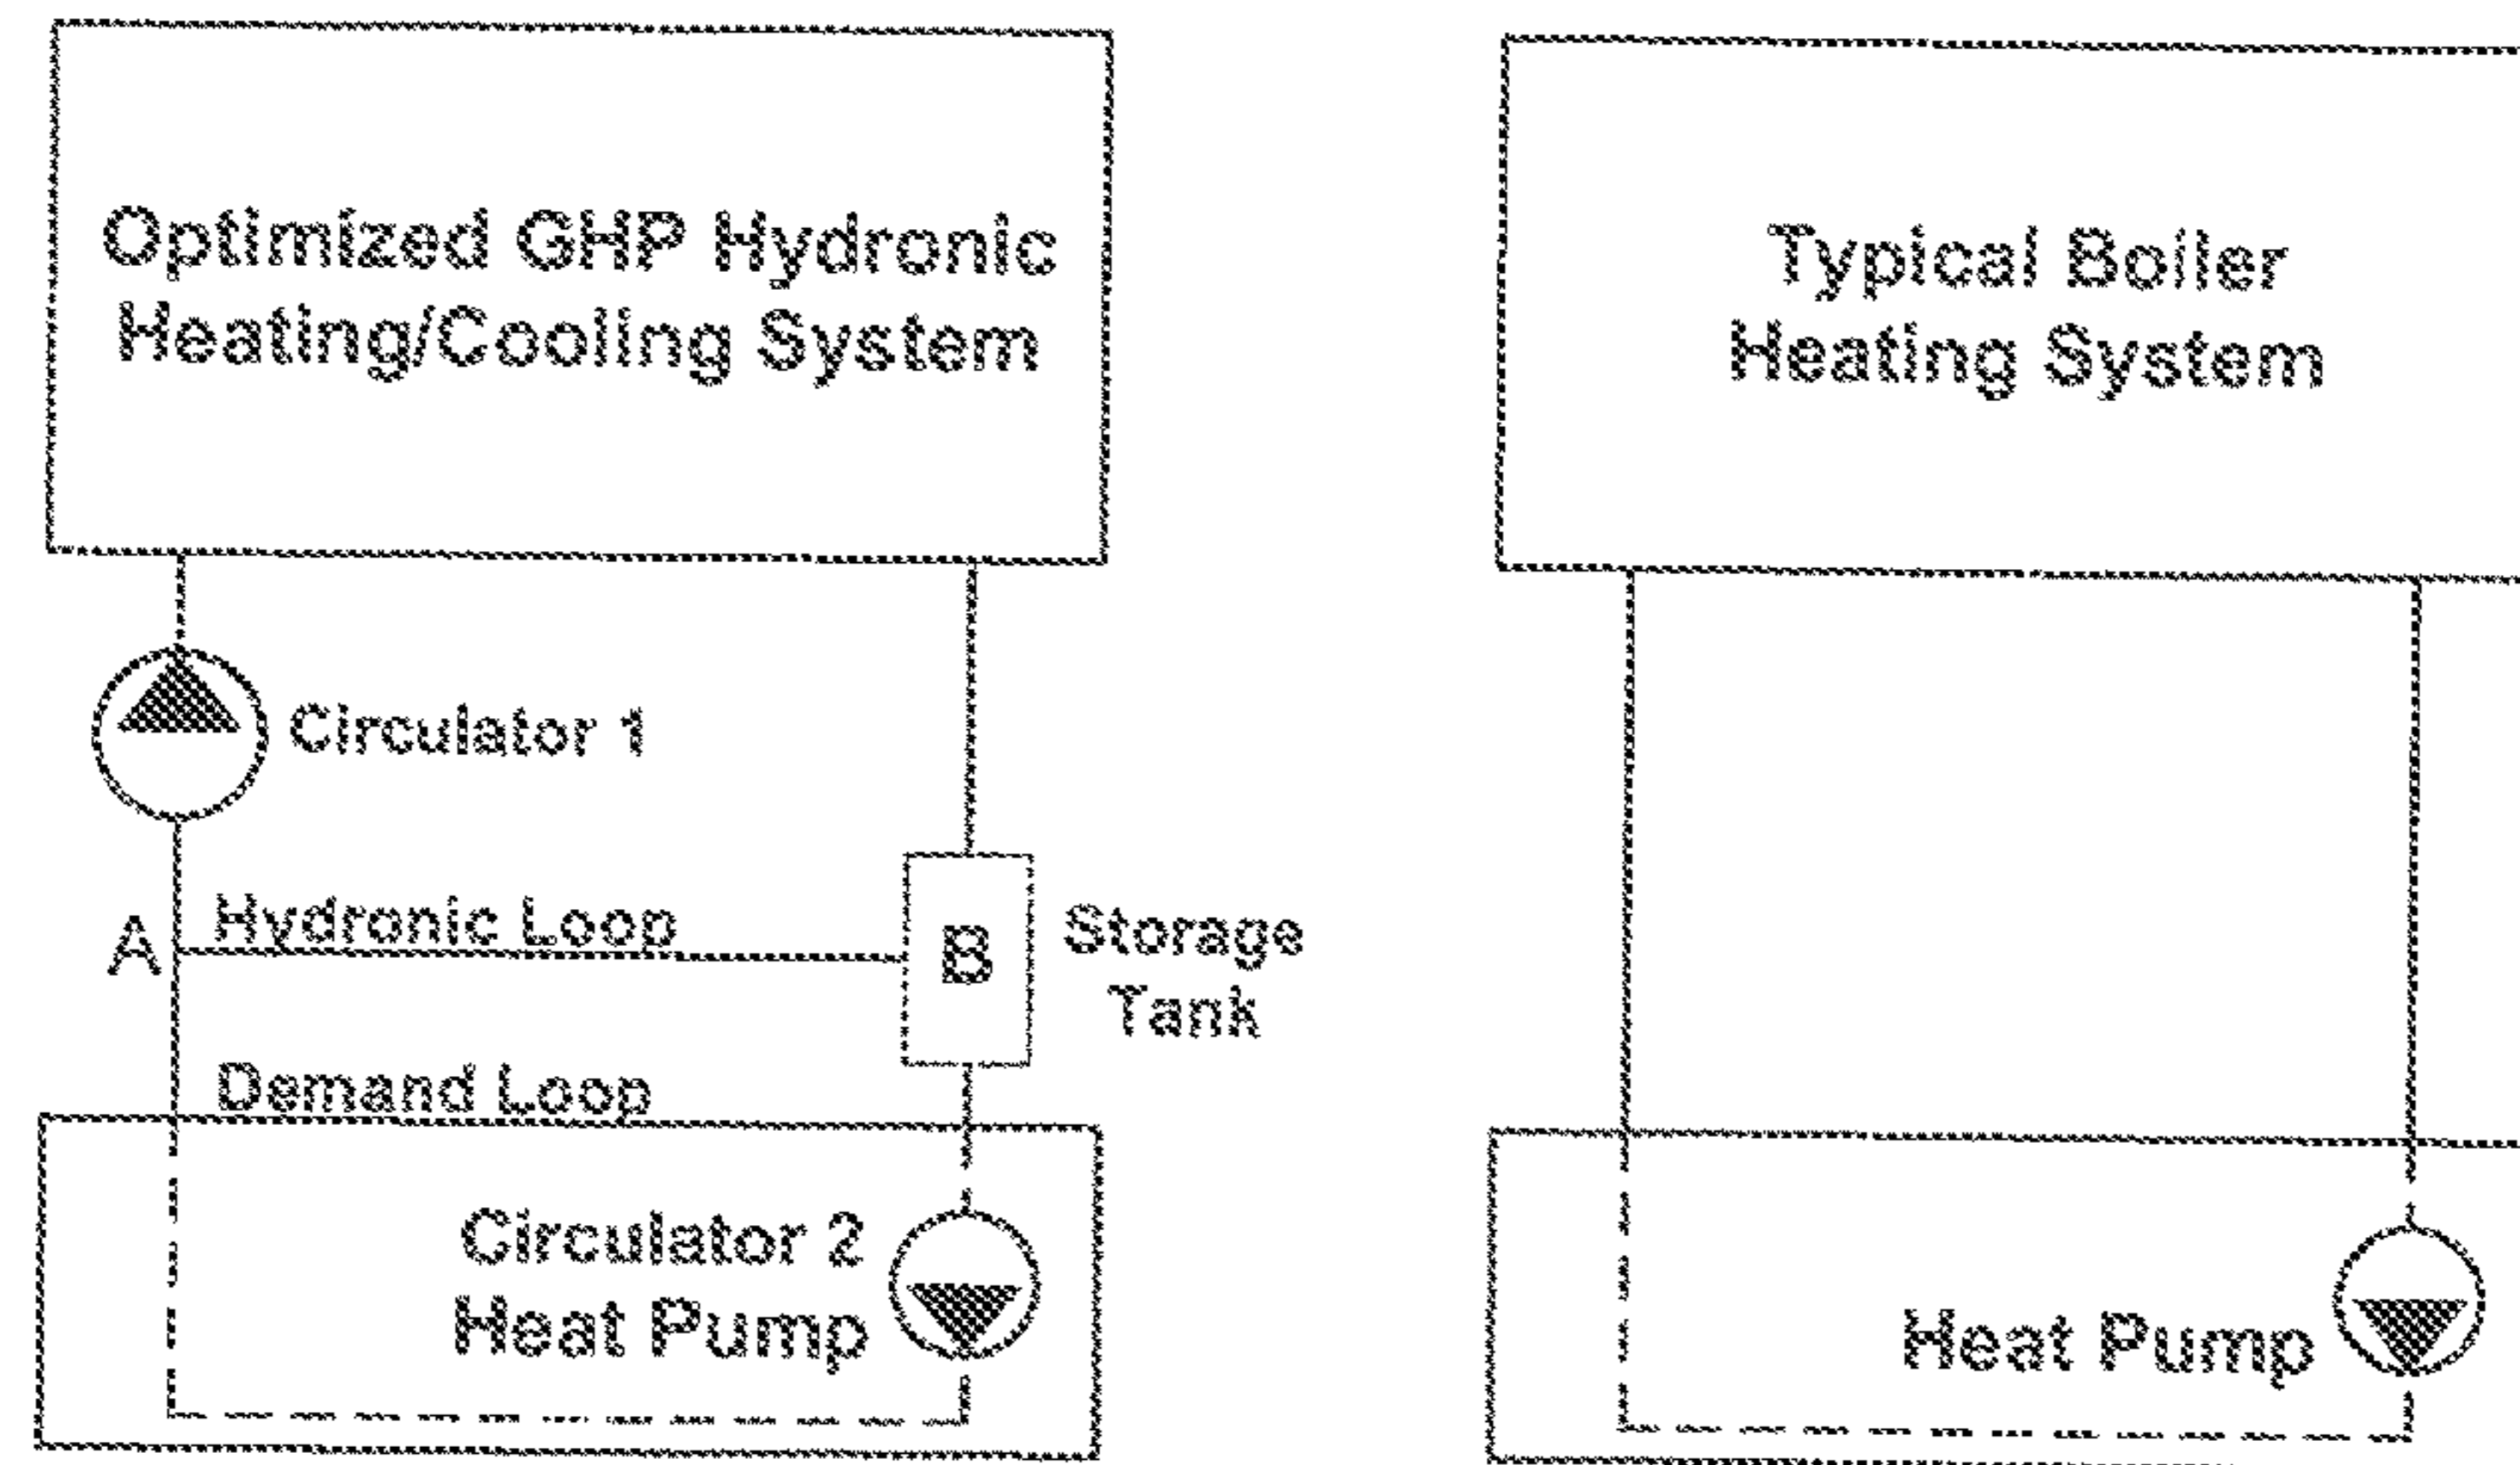 Optimized GHP Hydronic
Heating/Cooling System
Circulator 1
A
Hydronic Loop
B
Storage
Tank
Demand Loop
Circulator 2
Heat Pump
Typical Boiler
Heating System
Heat Pump